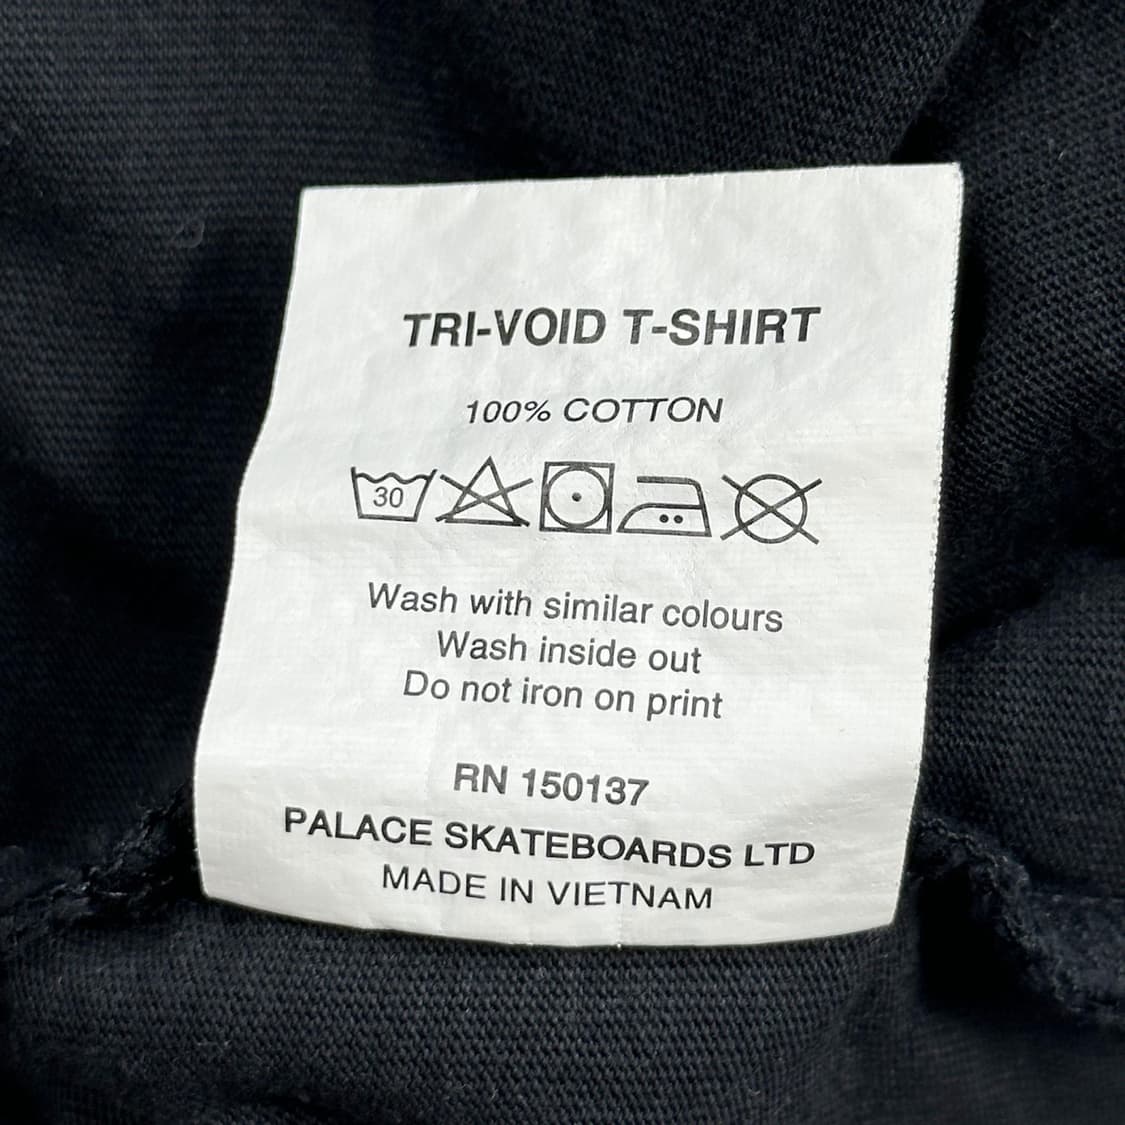 TRI-VOID T-SHIRT
100% COTTON
30
Wash with similar colours
Wash inside out
Do not iron on print
RN 150137
PALACE SKATEBOARDS LTD
MADE IN VIETNAM